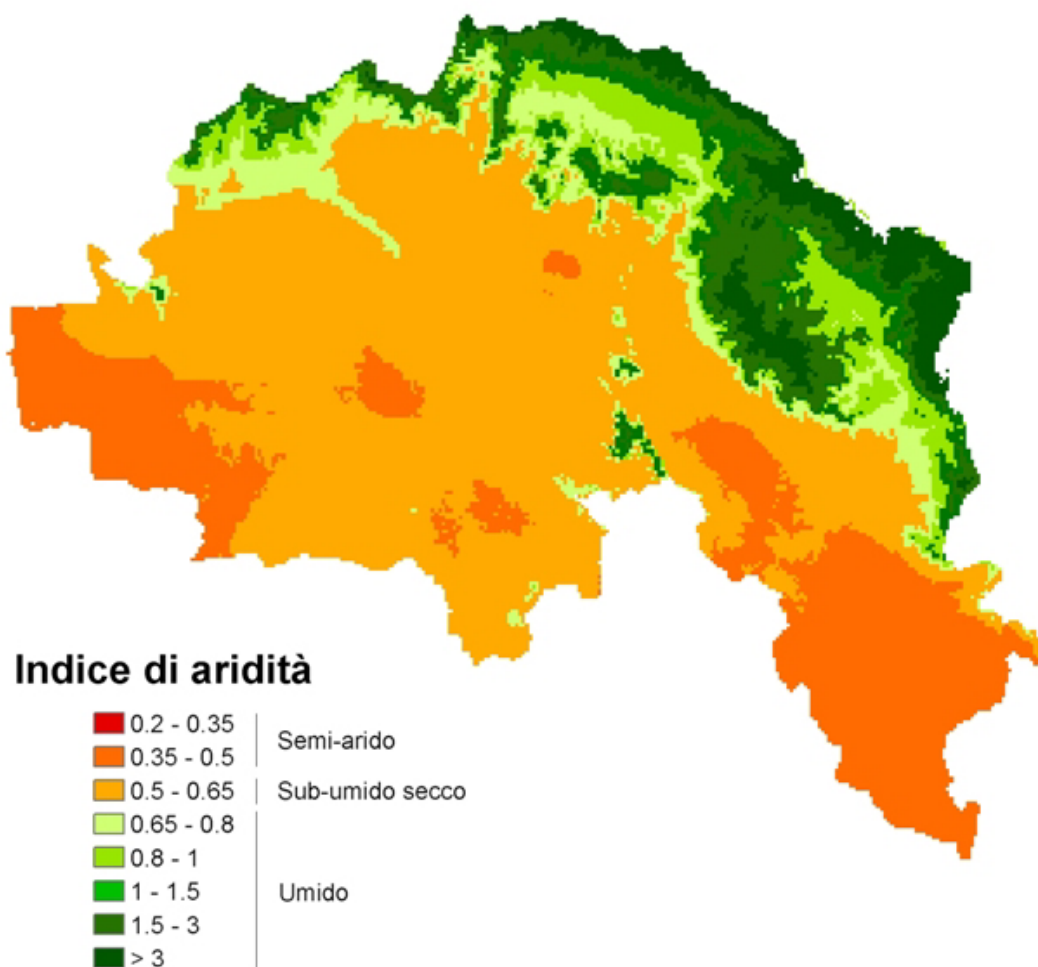 Indice di aridità
0.2 - 0.35
Semi-arido
0.35 - 0.5
0.5 - 0.65
Sub-umido secco
0.65 - 0.8
0.8 - 1
1 - 1.5
Umido
1.5 - 3
> 3